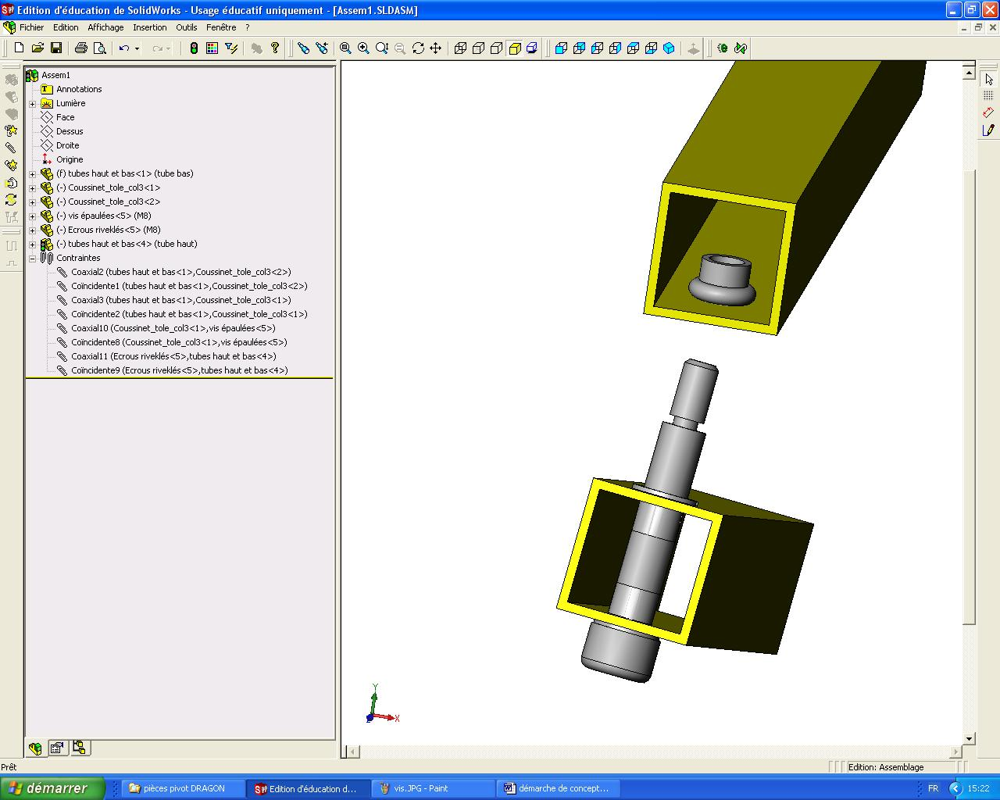 Edition d'éducation de SolidWorks - Usage éducatif uniquement - [Assem1.SLDASM]
Fichier Edition Affichage Insertion Outils Fenêtre ?
Assem1
Annotations
Lumière
Face
Dessus
Droite
Origine
(f) tubes haut et bas<1> (tube bas)
(-) Coussinet_tole_col3<1>
(-) Coussinet_tole_col3<2>
(-) vis épaulées<5> (M8)
(-) Ecrous riveklés<5> (M8)
(-) tubes haut et bas<4> (tube haut)
Contraintes
Coaxial2 (tubes haut et bas<1>,Coussinet_tole_col3<2>)
Coïncidente1 (tubes haut et bas<1>,Coussinet_tole_col3<2>)
Coaxial3 (tubes haut et bas<1>,Coussinet_tole_col3<1>)
Coïncidente2 (tubes haut et bas<1>,Coussinet_tole_col3<1>)
Coaxial10 (Coussinet_tole_col3<1>,vis épaulées<5>)
Coïncidente8 (Coussinet_tole_col3<1>,vis épaulées<5>)
Coaxial11 (Ecrous riveklés<5>,tubes haut et bas<4>)
Coïncidente9 (Ecrous riveklés<5>,tubes haut et bas<4>)
Y
X
Z
Prêt
Edition: Assemblage
démarrer
pièces pivot DRAGON
Edition d'éducation d...
vis.JPG - Paint
démarche de concept...
FR
15:22